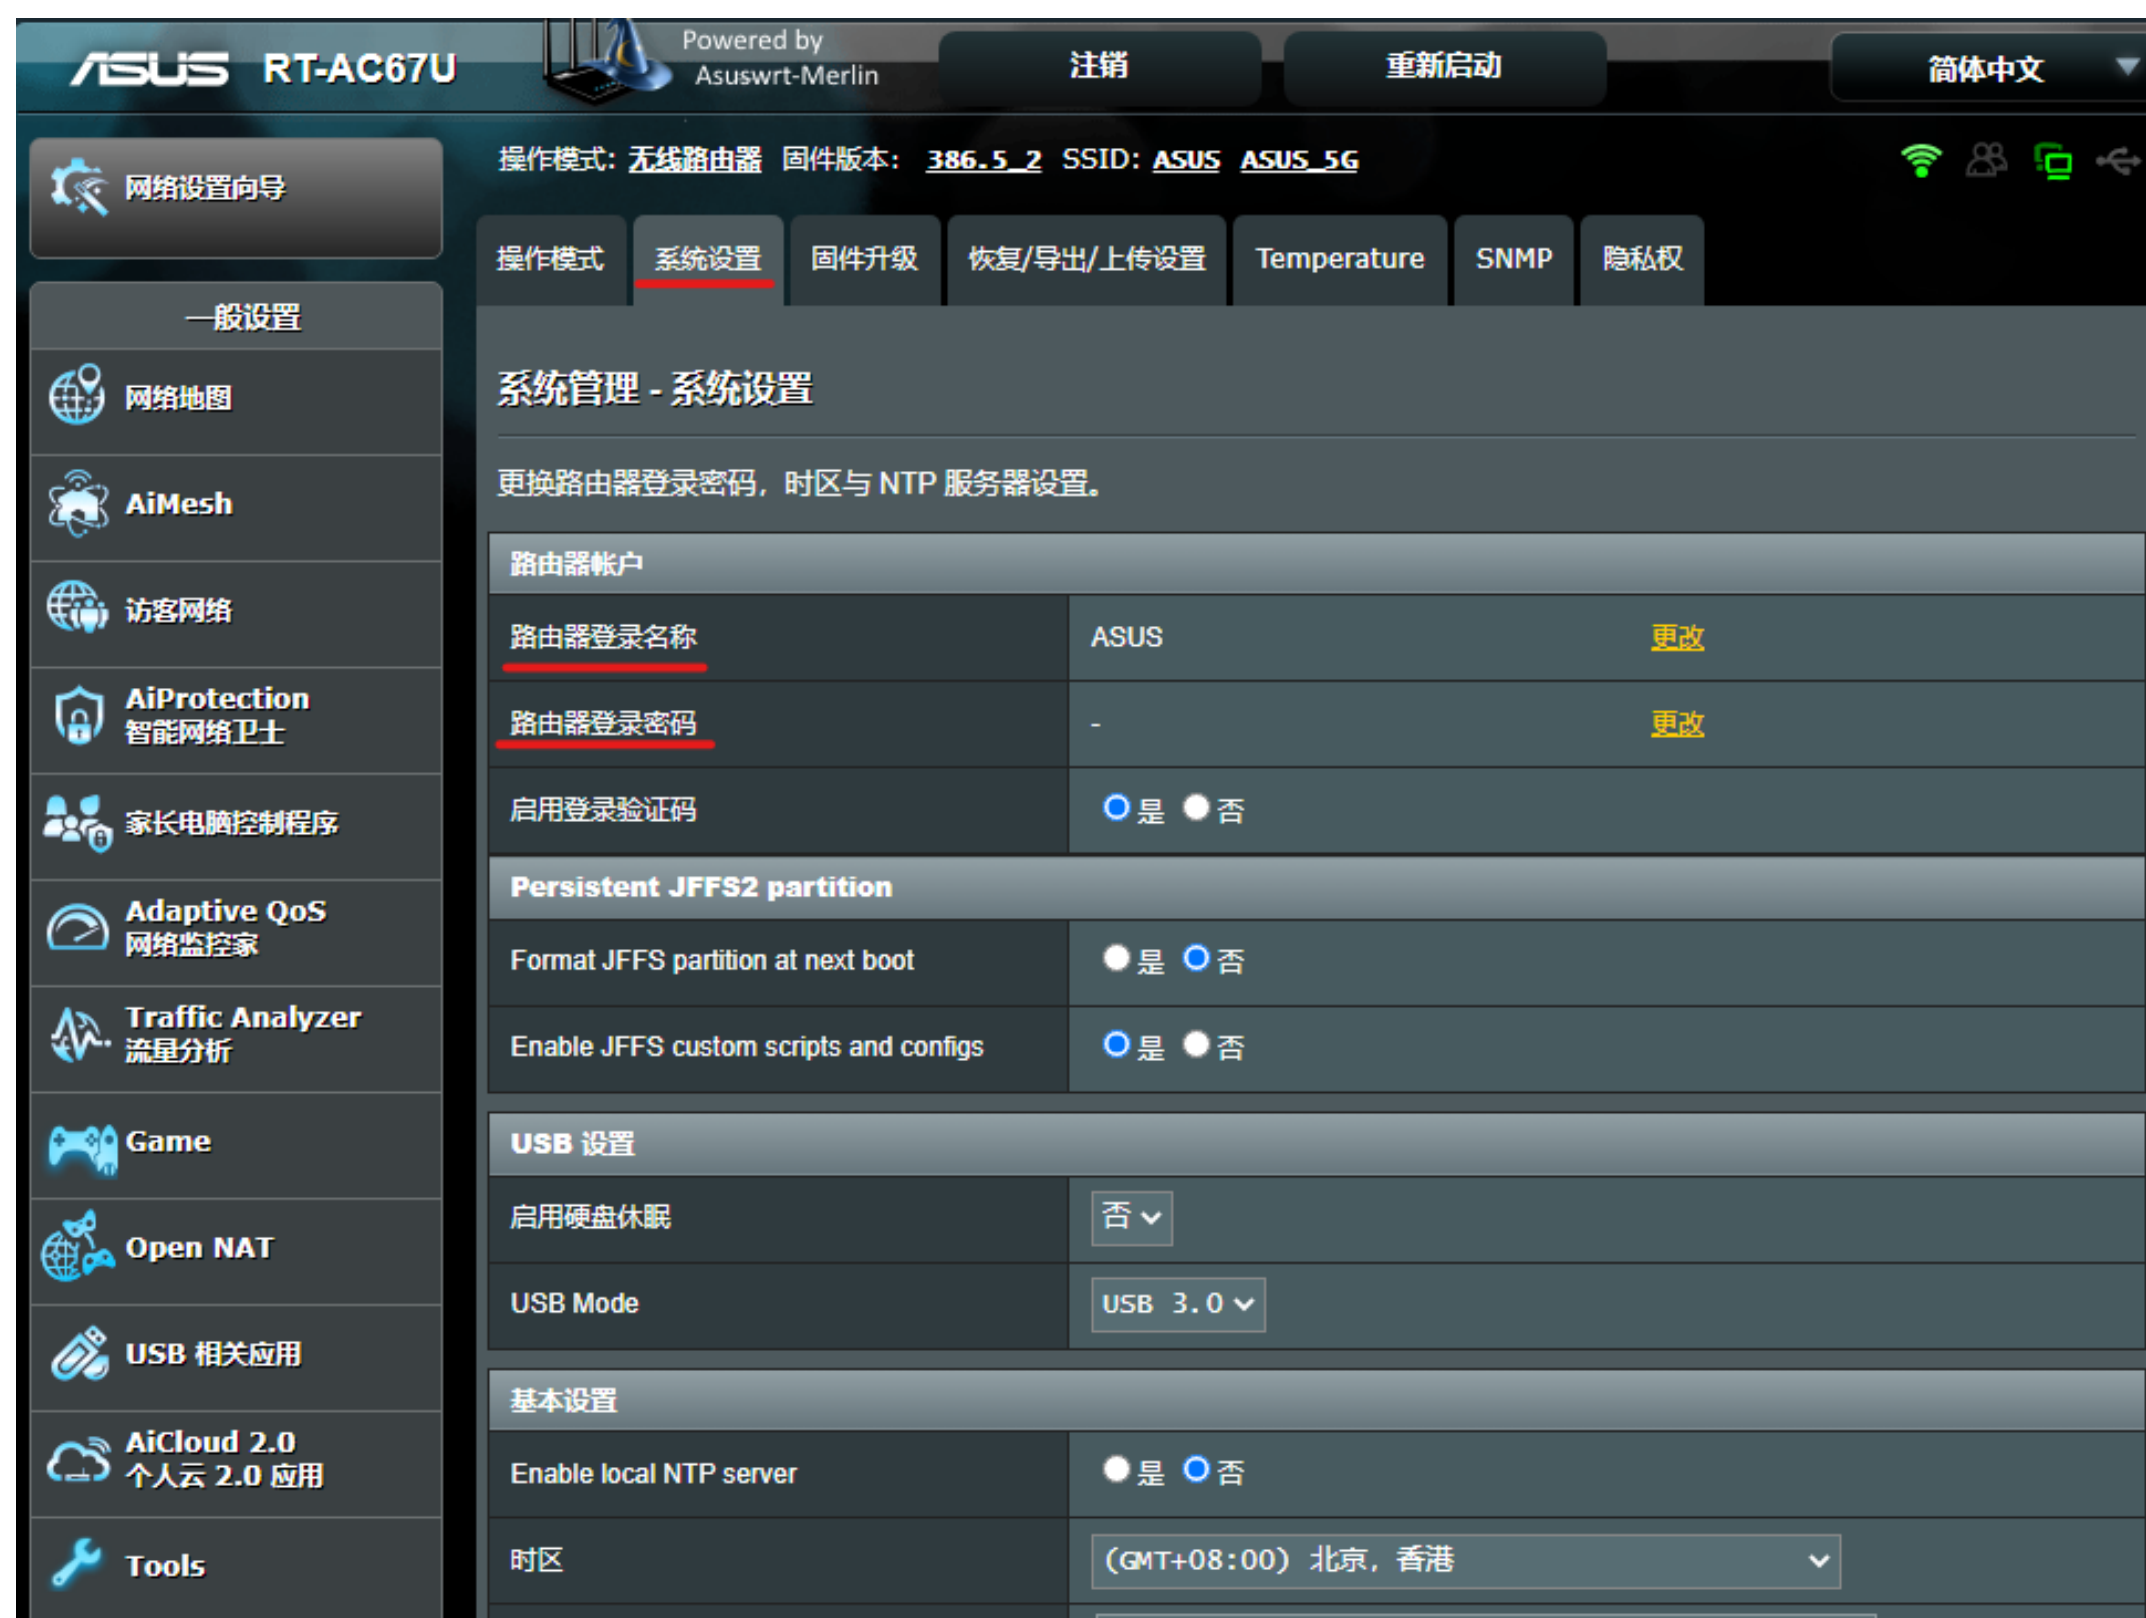 ASUS RT-AC67U Powered by
Asuswrt-Merlin
注销 重新启动 简体中文
操作模式: 无线路由器 固件版本: 386.5_2 SSID: ASUS ASUS_5G
网络设置向导
操作模式 系统设置 固件升级 恢复/导出/上传设置 Temperature SNMP 隐私权
一般设置
网络地图
AiMesh
访客网络
AiProtection
智能网络卫士
家长电脑控制程序
Adaptive QoS
网络监控家
Traffic Analyzer
流量分析
Game
Open NAT
USB 相关应用
AiCloud 2.0
个人云 2.0 应用
Tools
系统管理 - 系统设置
更换路由器登录密码，时区与 NTP 服务器设置。
路由器帐户
路由器登录名称 ASUS 更改
路由器登录密码 - 更改
启用登录验证码 是 否
Persistent JFFS2 partition
Format JFFS partition at next boot 是 否
Enable JFFS custom scripts and configs 是 否
USB 设置
启用硬盘休眠 否
USB Mode USB 3.0
基本设置
Enable local NTP server 是 否
时区 (GMT+08:00) 北京，香港